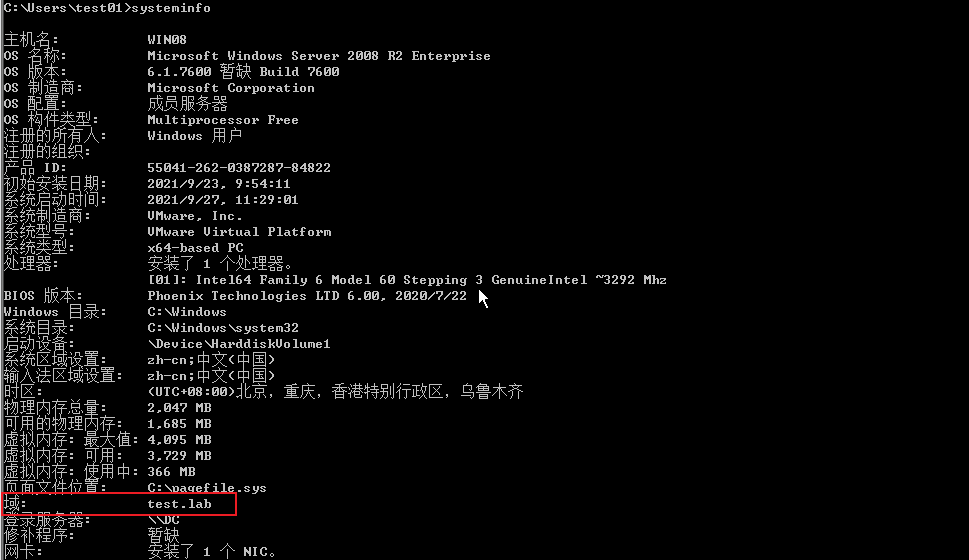 C:\Users\test01>systeminfo
主机名: WIN08
OS 名称: Microsoft Windows Server 2008 R2 Enterprise
OS 版本: 6.1.7600 暂缺 Build 7600
OS 制造商: Microsoft Corporation
OS 配置: 成员服务器
OS 构件类型: Multiprocessor Free
注册的所有人: Windows 用户
注册的组织:
产品 ID: 55041-262-0387287-84822
初始安装日期: 2021/9/23, 9:54:11
系统启动时间: 2021/9/27, 11:29:01
系统制造商: VMware, Inc.
系统型号: VMware Virtual Platform
系统类型: x64-based PC
处理器: 安装了 1 个处理器。
[01]: Intel64 Family 6 Model 60 Stepping 3 GenuineIntel ~3292 Mhz
BIOS 版本: Phoenix Technologies LTD 6.00, 2020/7/22
Windows 目录: C:\Windows
系统目录: C:\Windows\system32
启动设备: \Device\HarddiskVolume1
系统区域设置: zh-cn;中文(中国)
输入法区域设置: zh-cn;中文(中国)
时区: (UTC+08:00)北京，重庆，香港特别行政区，乌鲁木齐
物理内存总量: 2,047 MB
可用的物理内存: 1,685 MB
虚拟内存: 最大值: 4,095 MB
虚拟内存: 可用: 3,729 MB
虚拟内存: 使用中: 366 MB
页面文件位置: C:\pagefile.sys
域: test.lab
登录服务器: \\DC
修补程序: 暂缺
网卡: 安装了 1 个 NIC。